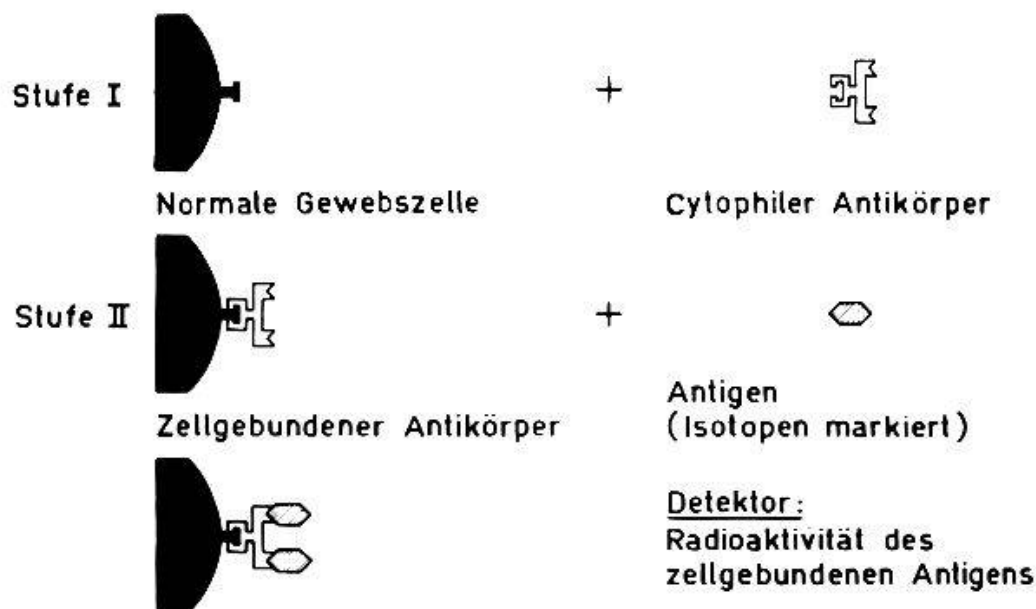 Stufe I
+
Normale Gewebszelle
Cytophiler Antikörper
Stufe II
+
Zellgebundener Antikörper
Antigen
(Isotopen markiert)
Detektor:
Radioaktivität des
zellgebundenen Antigens